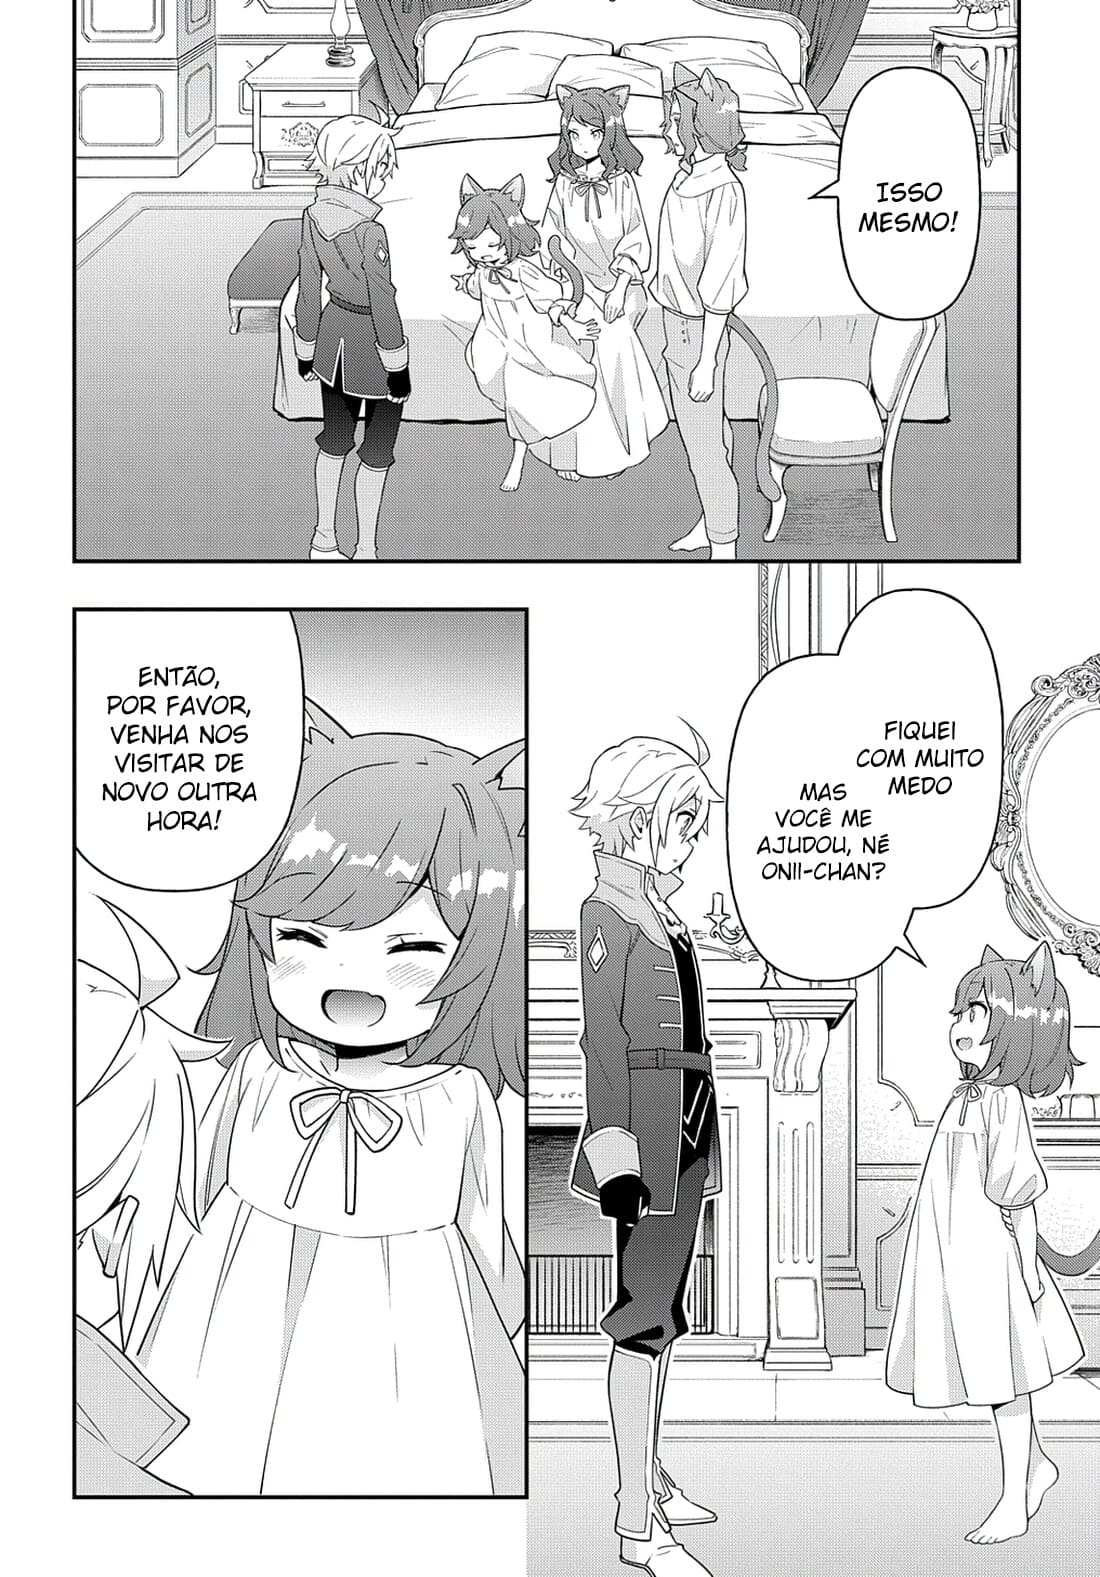 ISSO
MESMO!
FIQUEI
COM MUITO
MEDO
MAS
VOCÊ ME
AJUDOU, NÉ
ONII-CHAN?
ENTÃO,
POR FAVOR,
VENHA NOS
VISITAR DE
NOVO OUTRA
HORA!